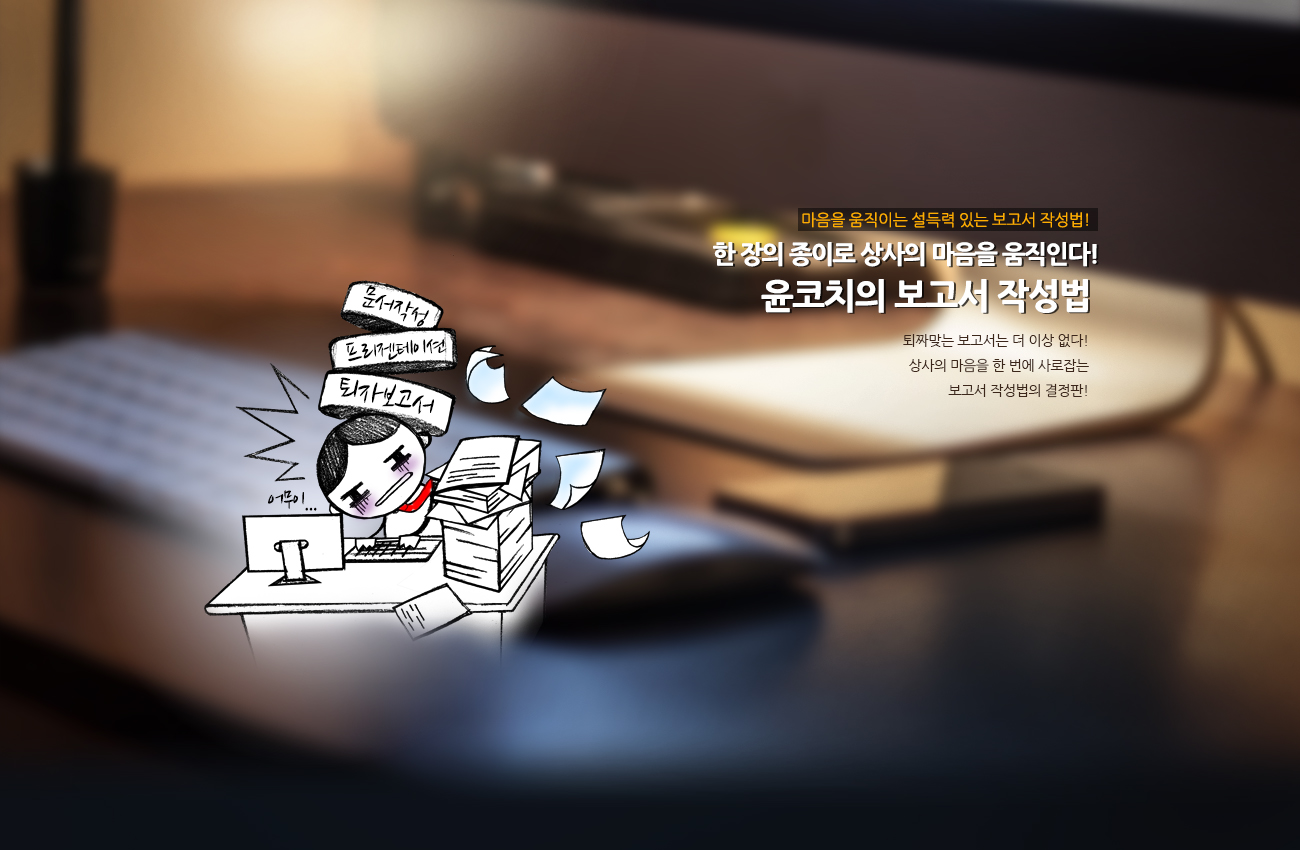 마음을 움직이는 설득력 있는 보고서 작성법!
한 장의 종이로 상사의 마음을 움직인다!
윤코치의 보고서 작성법
퇴짜맞는 보고서는 더 이상 없다!
상사의 마음을 한 번에 사로잡는
보고서 작성법의 결정판!
문서작성
프리젠테이션
퇴자보고서
어무이...